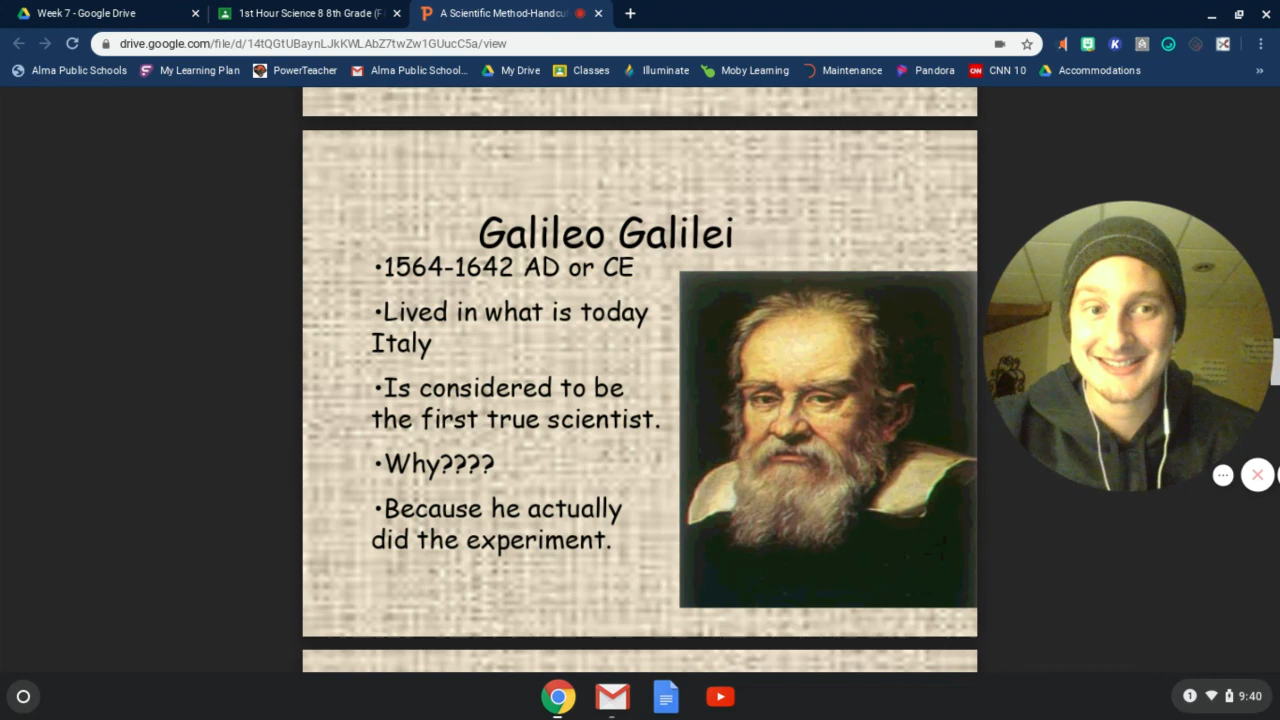 Week 7 - Google Drive
1st Hour Science 8 8th Grade (F
A Scientific Method-Handcu
drive.google.com/file/d/14tQGtUBaynLJkKWLAbZ7twZw1GUucC5a/view
Alma Public Schools
My Learning Plan
PowerTeacher
Alma Public School...
My Drive
Classes
Illuminate
Moby Learning
Maintenance
Pandora
CNN 10
Accommodations
»
Galileo Galilei
•1564-1642 AD or CE
•Lived in what is today
Italy
•Is considered to be
the first true scientist.
•Why????
•Because he actually
did the experiment.
1 9:40